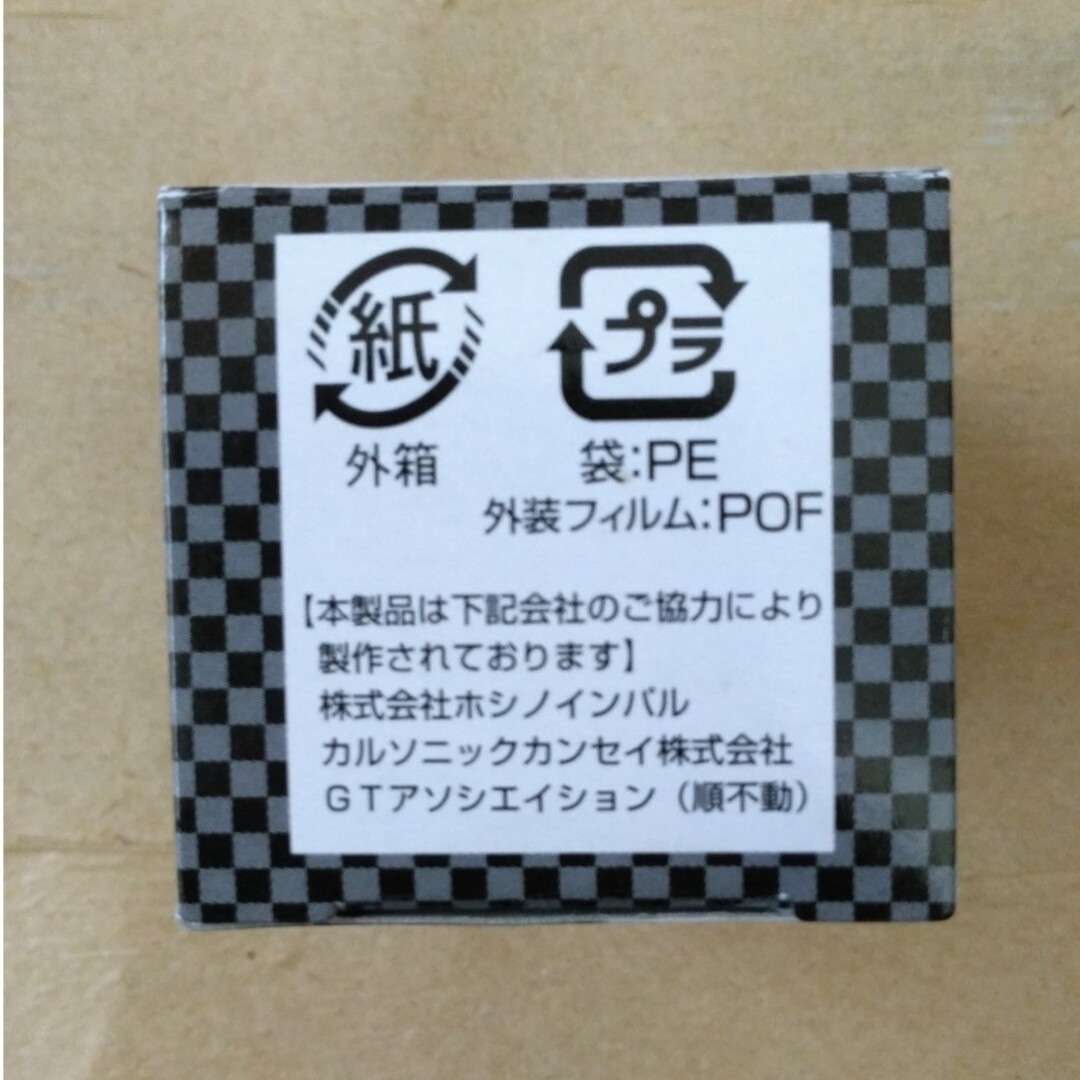 紙 プラ
外箱 袋:PE
外装フィルム:POF
【本製品は下記会社のご協力により
製作されております】
株式会社ホシノインパル
カルソニックカンセイ株式会社
GTアソシエイション(順不動)